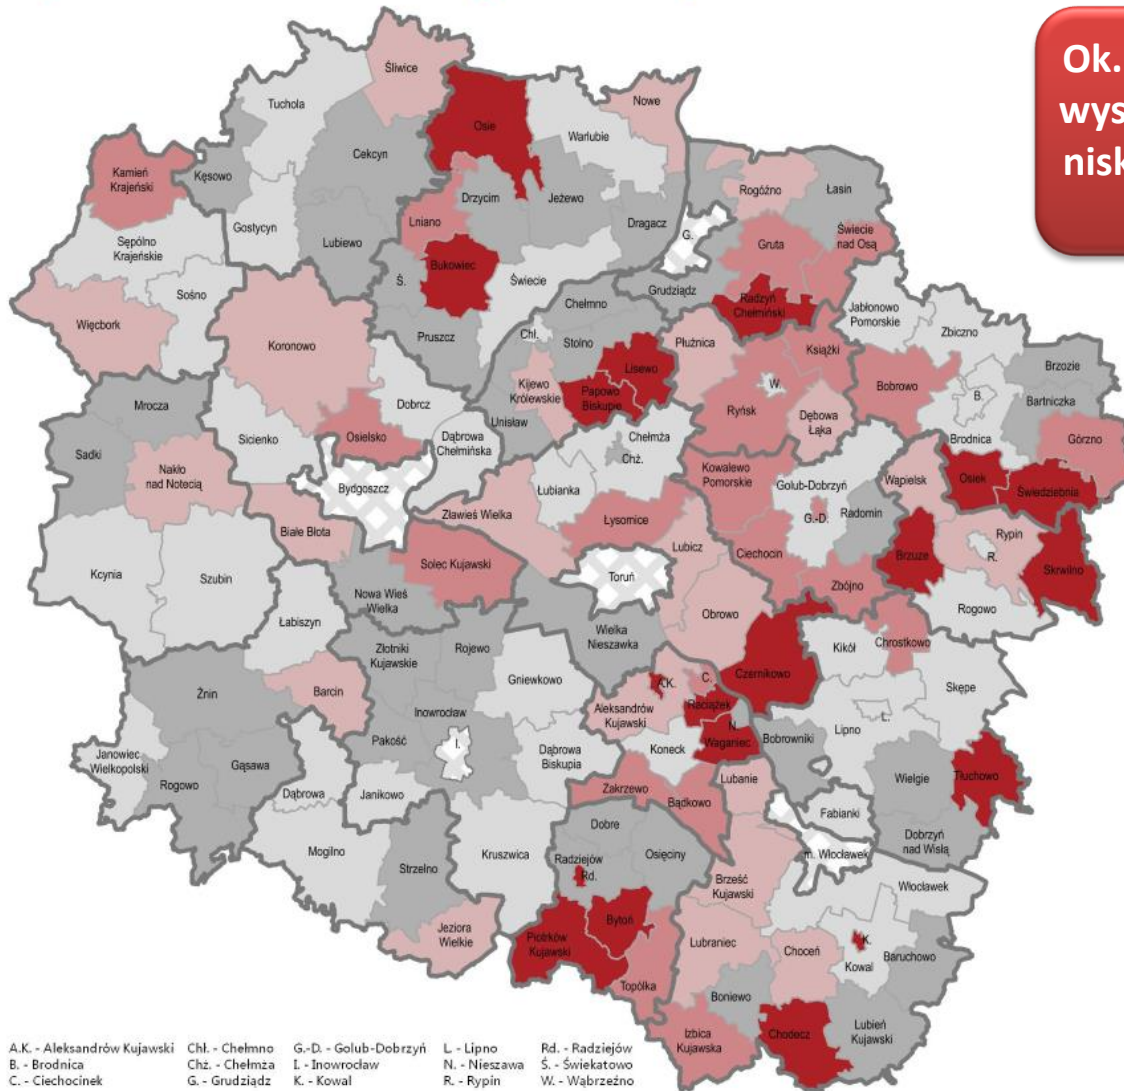 Ok.
wys
nisk
Śliwice
Tuchola
Nowe
Osie
Warlubie
Cekcyn
Kamień
Krajeński
Kęsowo
Rogóźno
Łasin
Drzycim
Jeżewo
Lniano
Dragacz
Gostycyn
Lubiewo
G.
Gruta
Świecie
nad Osą
Sępólno
Krajeńskie
Bukowiec
Ś.
Świecie
Sośno
Grudziądz
Radzyń
Chełmiński
Chełmno
Jabłonowo
Pomorskie
Zbiczno
Więcbork
Koronowo
Pruszcz
Chł.
Stolno
Płużnica
Książki
Brzozie
Lisewo
Kijewo
Królewskie
Papowo
Biskupie
W.
Bobrowo
B.
Bartniczka
Mrocza
Dobrcz
Ryńsk
Dębowa
Łąka
Unisław
Sicienko
Osielsko
Dąbrowa
Chełmińska
Chełmża
Chż.
Brodnica
Górzno
Sadki
Nakło
nad Notecią
Kowalewo
Pomorskie
Golub-Dobrzyń
Wąpielsk
Osiek
Świedziebnia
Bydgoszcz
Łubianka
G.-D.
Radomin
Zławieś Wielka
Łysomice
Białe Błota
Lubicz
Ciechocin
Brzuze
Rypin
R.
Skrwilno
Kcynia
Szubin
Solec Kujawski
Toruń
Zbójno
Nowa Wieś
Wielka
Rogowo
Łabiszyn
Obrowo
Wielka
Nieszawka
Chrostkowo
Złotniki
Kujawskie
Rojewo
Kikół
Czernikowo
Skępe
Żnin
Barcin
Gniewkowo
A.K.
C.
Raciążek
Aleksandrów
Kujawski
Inowrocław
L.
N.
Waganiec
Lipno
Janowiec
Wielkopolski
Pakość
I.
Dąbrowa
Biskupia
Koneck
Bobrowniki
Gąsawa
Rogowo
Wielgie
Tłuchowo
Dąbrowa
Janikowo
Zakrzewo
Lubanie
Bądkowo
Fabianki
Dobre
Mogilno
Strzelno
Kruszwica
Osięciny
m. Włocławek
Dobrzyń
nad Wisłą
Radziejów
Rd.
Brześć
Kujawski
Włocławek
Jeziora
Wielkie
Piotrków
Kujawski
Bytoń
Lubraniec
Choceń
K.
Kowal
Baruchowo
Topólka
Boniewo
Izbica
Kujawska
Chodecz
Lubień
Kujawski
A.K. - Aleksandrów Kujawski Chł. - Chełmno G.-D. - Golub-Dobrzyń L. - Lipno Rd. - Radziejów
B. - Brodnica Chż. - Chełmża I. - Inowrocław N. - Nieszawa Ś. - Świekatowo
C. - Ciechocinek G. - Grudziądz K. - Kowal R. - Rypin W. - Wąbrzeźno